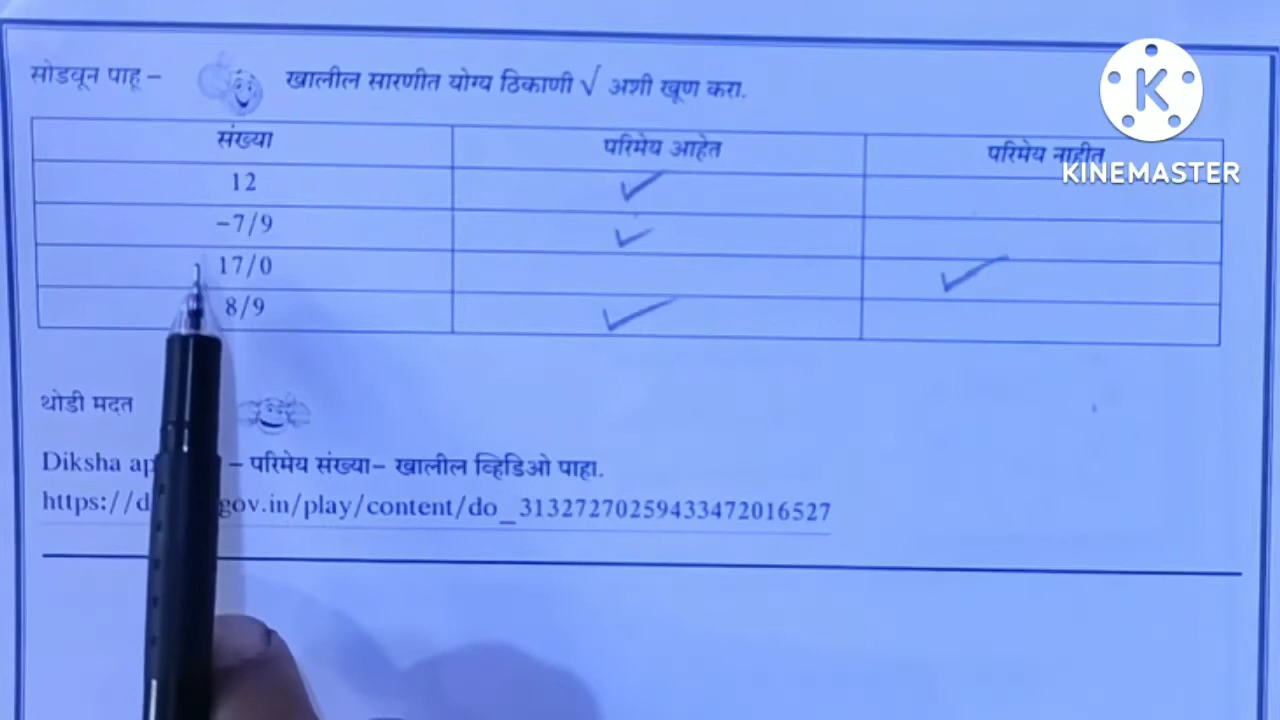 सोडवून पाहू – खालील सारणीत योग्य ठिकाणी √ अशी खूण करा.
संख्या परिमेय आहेत परिमेय नाहीत
12 ✓
–7/9 ✓
17/0 ✓
8/9 ✓
थोडी मदत
Diksha ap – परिमेय संख्या– खालील व्हिडिओ पाहा.
https://d gov.in/play/content/do_31327270259433472016527
K
KINEMASTER